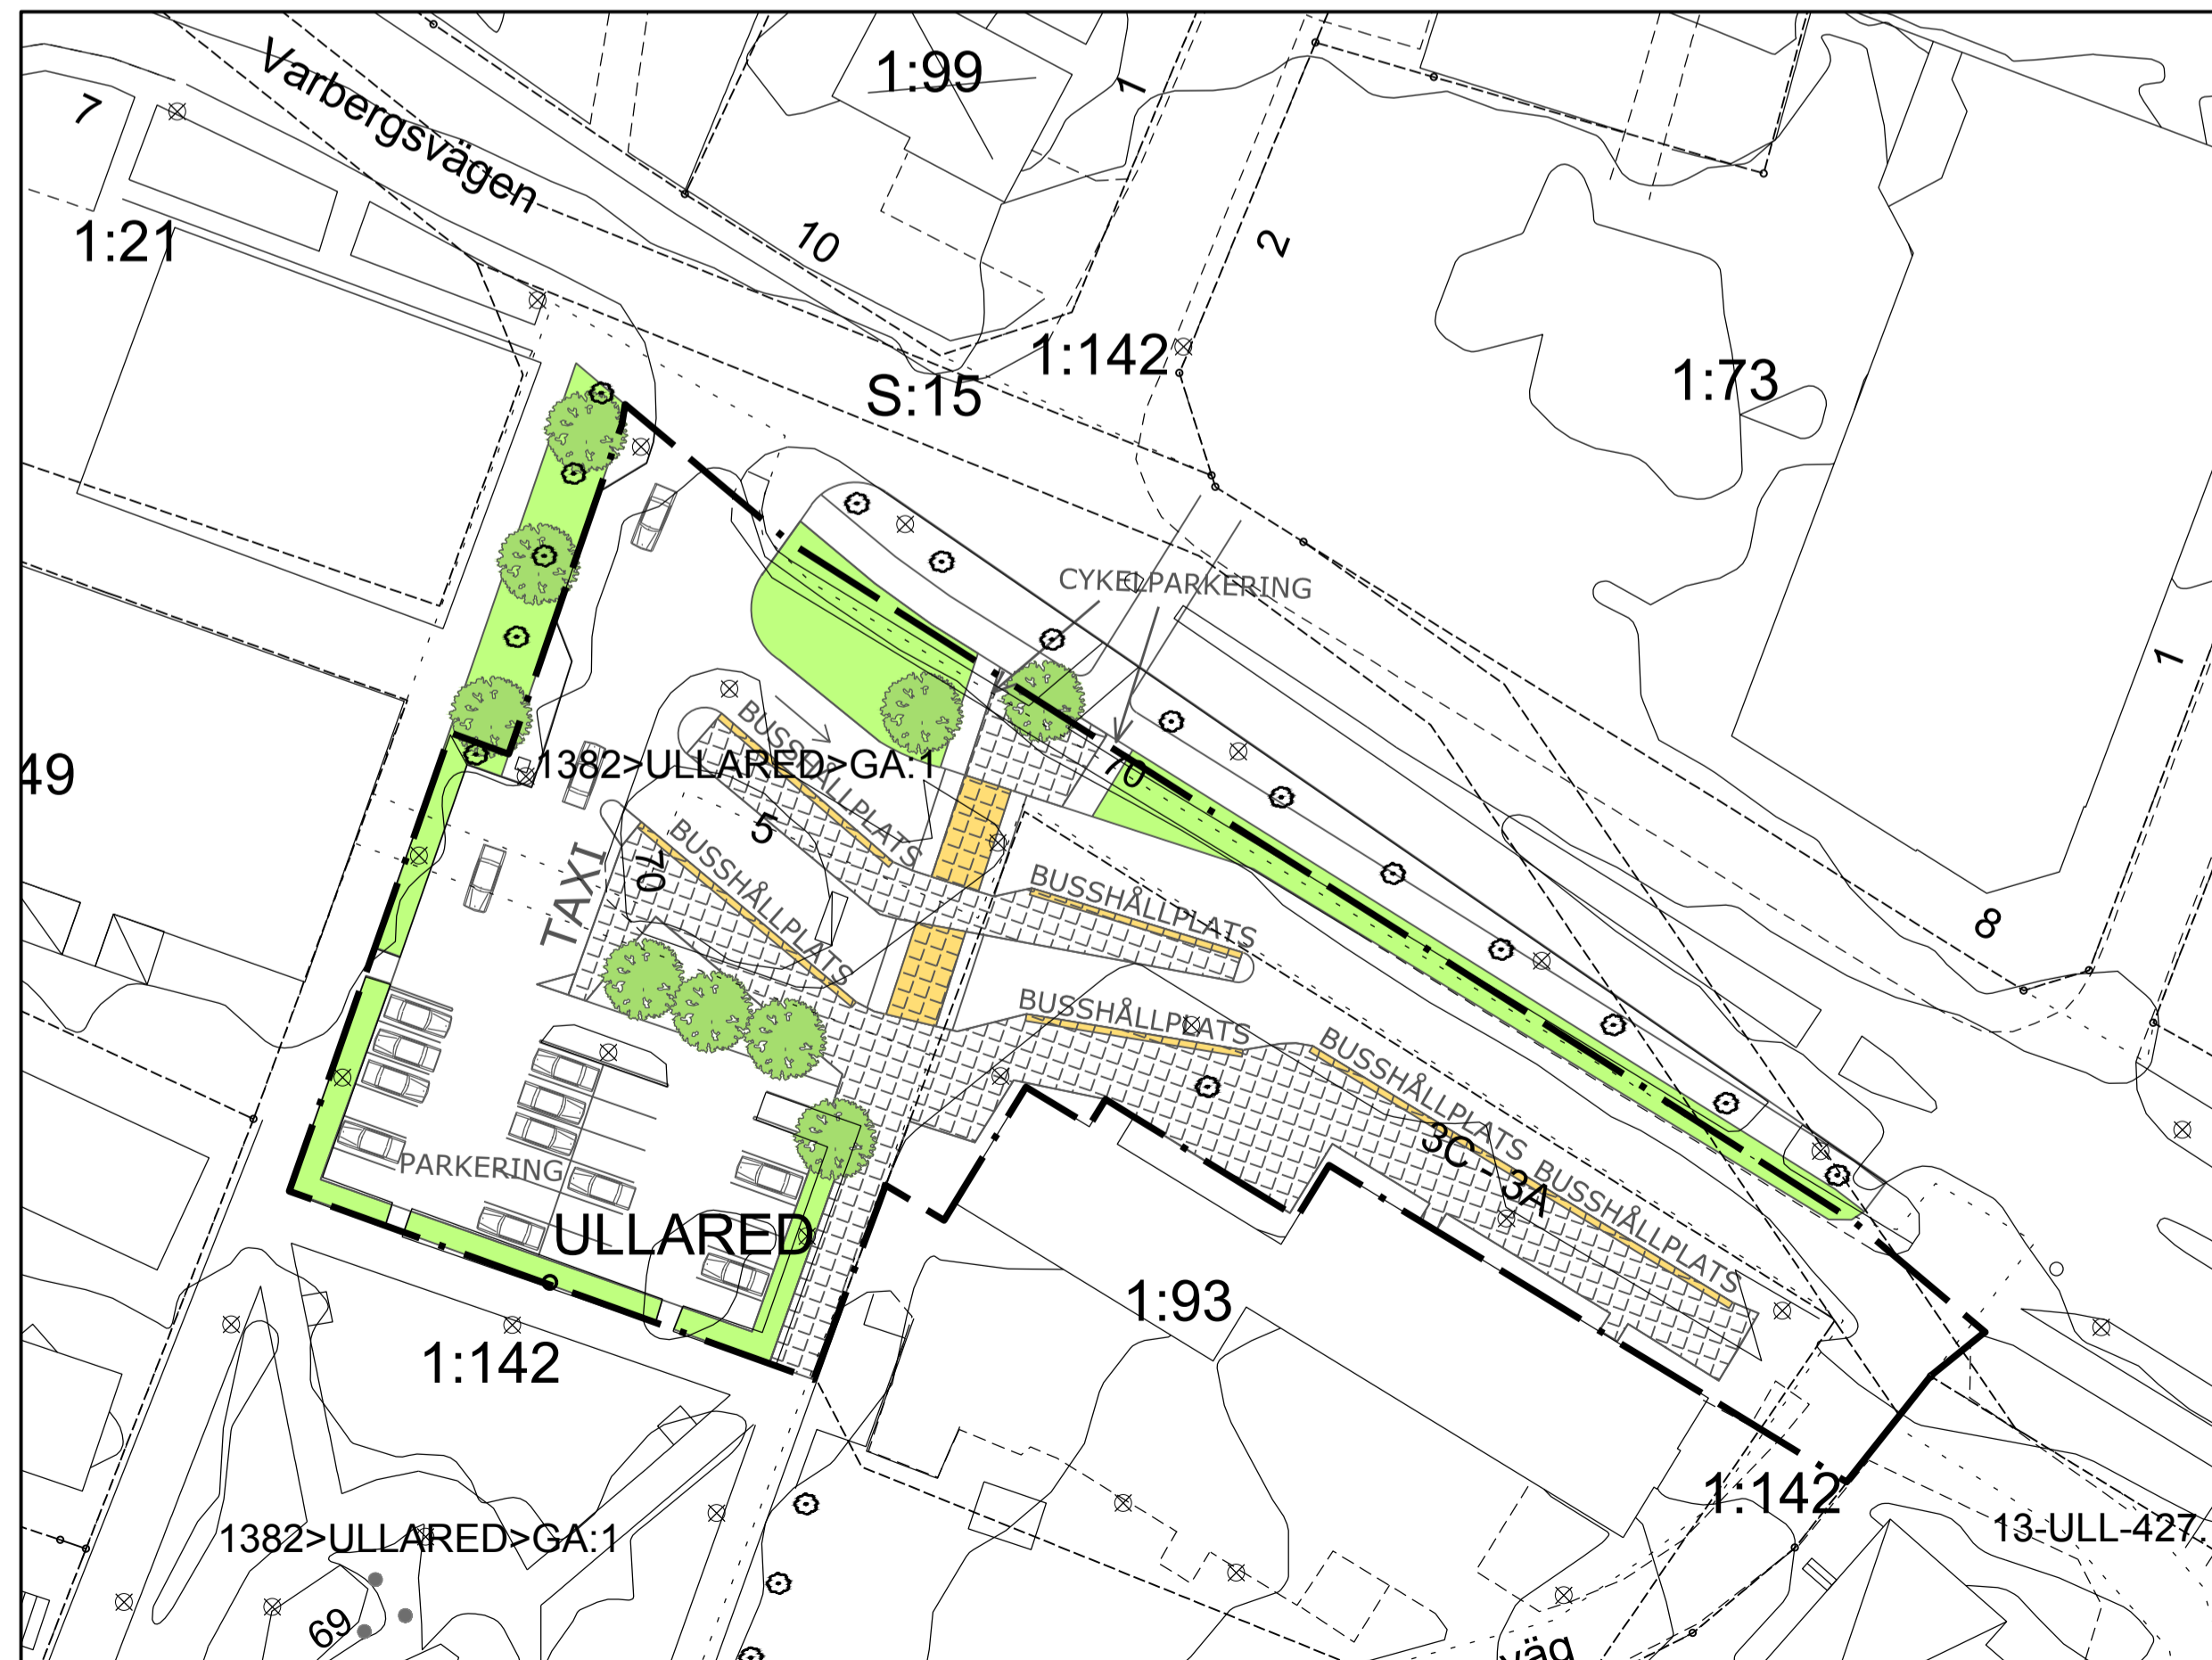 1:99
1
7
Varbergsvägen
1:21
10
2
1:142
S:15
1:73
CYKELPARKERING
1
BUSSHÅLLPLATS
1382>ULLARED>GA:1
70
49
5
BUSSHÅLLPLATS
TAXI
70
BUSSHÅLLPLATS
8
BUSSHÅLLPLATS
BUSSHÅLLPLATS
3C - 3A
BUSSHÅLLPLATS
PARKERING
ULLARED
1:93
1:142
1:142
1382>ULLARED>GA:1
13-ULL-427.
69
väg